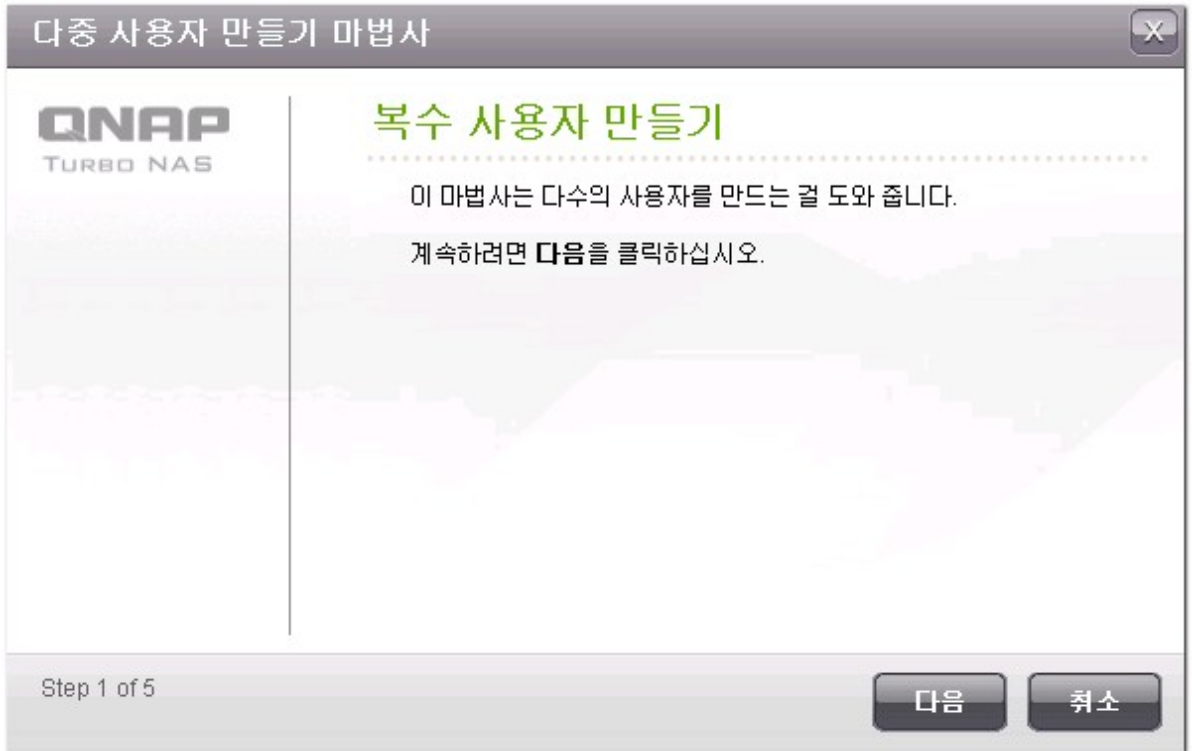 다중 사용자 만들기 마법사
X
QNAP
TURBO NAS
복수 사용자 만들기
이 마법사는 다수의 사용자를 만드는 걸 도와 줍니다.
계속하려면 다음을 클릭하십시오.
Step 1 of 5
다음
취소